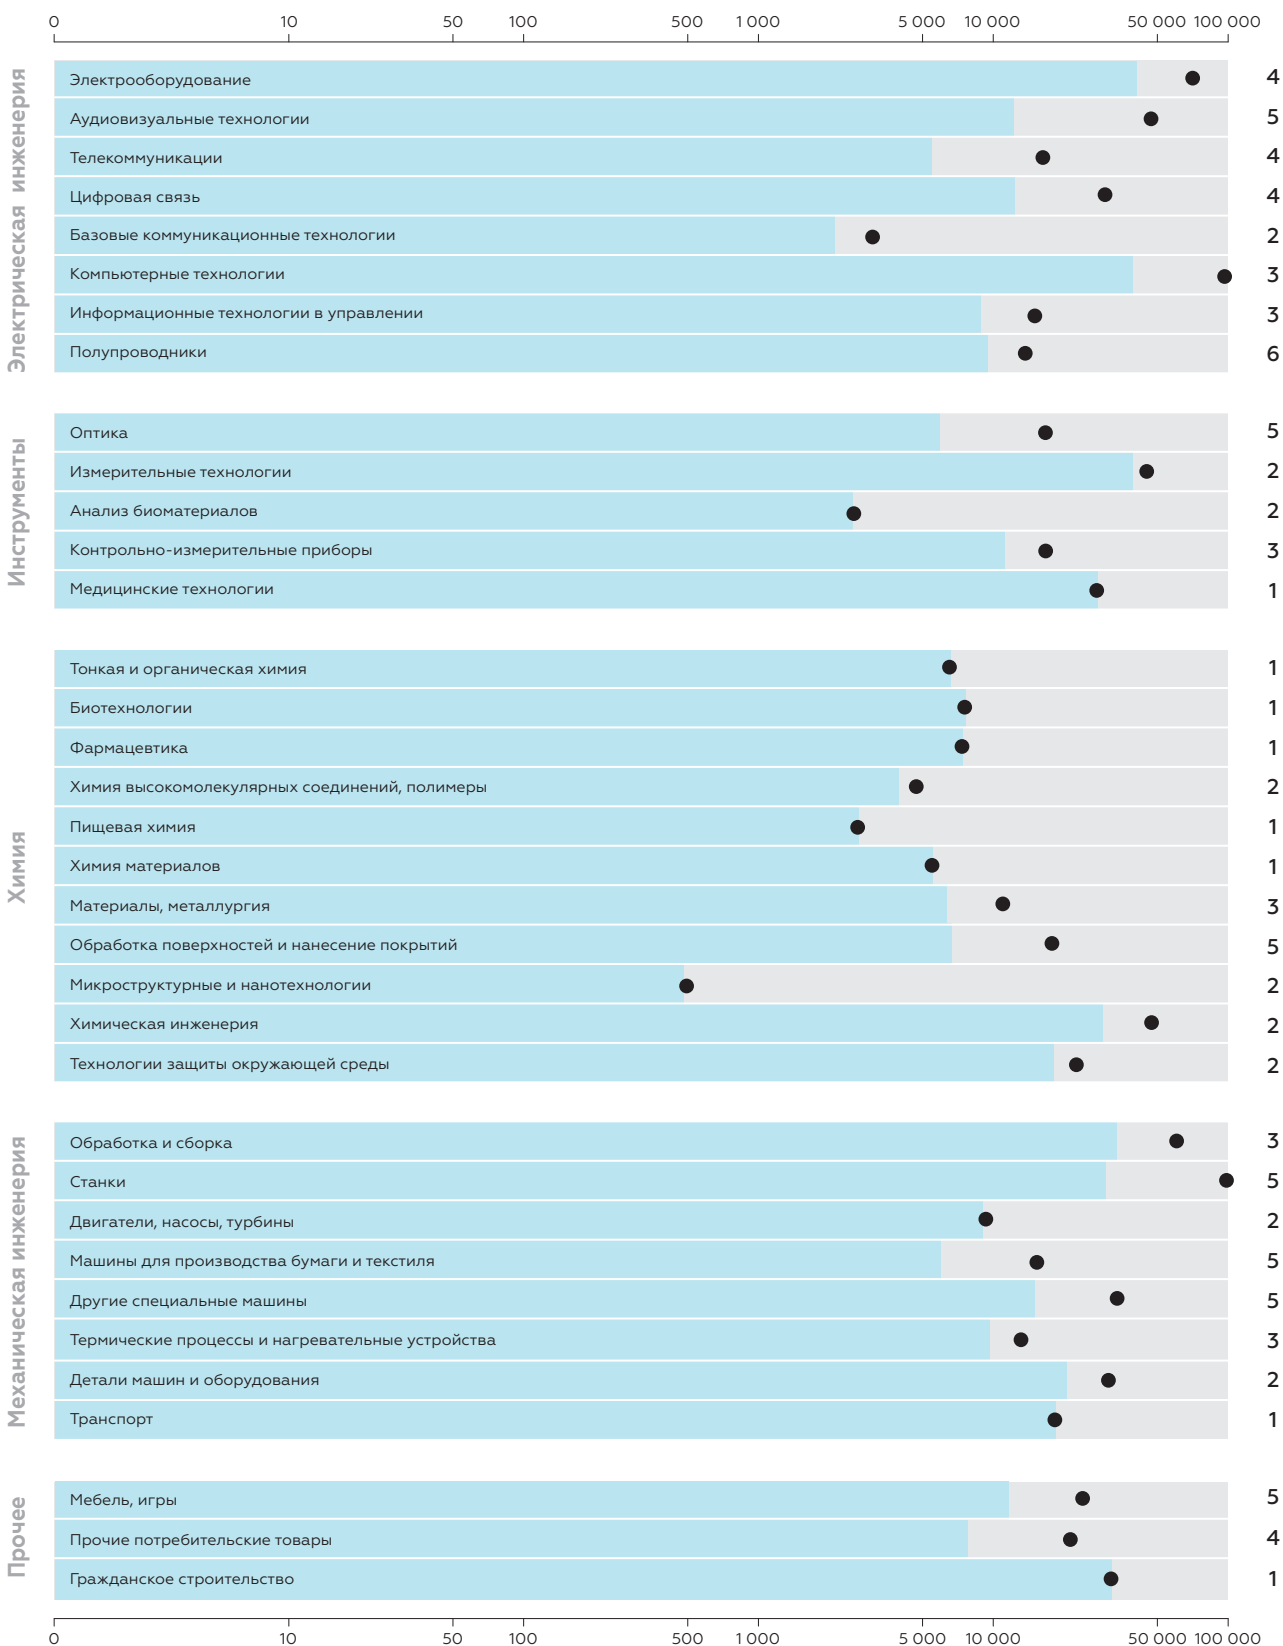 0 10 50 100 500 1 000 5 000 10 000 50 000 100 000
Электрическая инженерия
Электрооборудование 4
Аудиовизуальные технологии 5
Телекоммуникации 4
Цифровая связь 4
Базовые коммуникационные технологии 2
Компьютерные технологии 3
Информационные технологии в управлении 3
Полупроводники 6
Инструменты
Оптика 5
Измерительные технологии 2
Анализ биоматериалов 2
Контрольно-измерительные приборы 3
Медицинские технологии 1
Химия
Тонкая и органическая химия 1
Биотехнологии 1
Фармацевтика 1
Химия высокомолекулярных соединений, полимеры 2
Пищевая химия 1
Химия материалов 1
Материалы, металлургия 3
Обработка поверхностей и нанесение покрытий 5
Микроструктурные и нанотехнологии 2
Химическая инженерия 2
Технологии защиты окружающей среды 2
Механическая инженерия
Обработка и сборка 3
Станки 5
Двигатели, насосы, турбины 2
Машины для производства бумаги и текстиля 5
Другие специальные машины 5
Термические процессы и нагревательные устройства 3
Детали машин и оборудования 2
Транспорт 1
Прочее
Мебель, игры 5
Прочие потребительские товары 4
Гражданское строительство 1
0 10 50 100 500 1 000 5 000 10 000 50 000 100 000